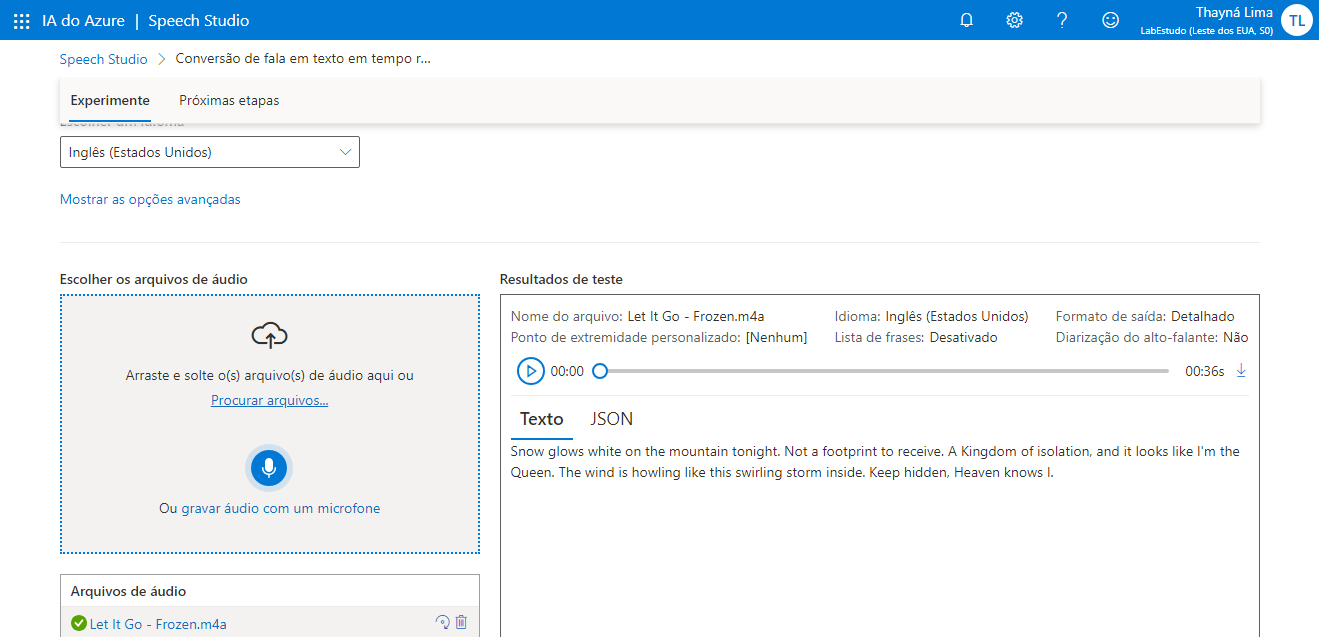 IA do Azure | Speech Studio
Thayná Lima
LabEstudo (Leste dos EUA, S0)
TL
Speech Studio > Conversão de fala em texto em tempo r...
Experimente Próximas etapas
Escolher um idioma
Inglês (Estados Unidos)
Mostrar as opções avançadas
Escolher os arquivos de áudio
Arraste e solte o(s) arquivo(s) de áudio aqui ou
Procurar arquivos...
Ou gravar áudio com um microfone
Arquivos de áudio
Let It Go - Frozen.m4a
Resultados de teste
Nome do arquivo: Let It Go - Frozen.m4a Idioma: Inglês (Estados Unidos) Formato de saída: Detalhado
Ponto de extremidade personalizado: [Nenhum] Lista de frases: Desativado Diarização do alto-falante: Não
00:00 00:36s
Texto JSON
Snow glows white on the mountain tonight. Not a footprint to receive. A Kingdom of isolation, and it looks like I'm the
Queen. The wind is howling like this swirling storm inside. Keep hidden, Heaven knows I.